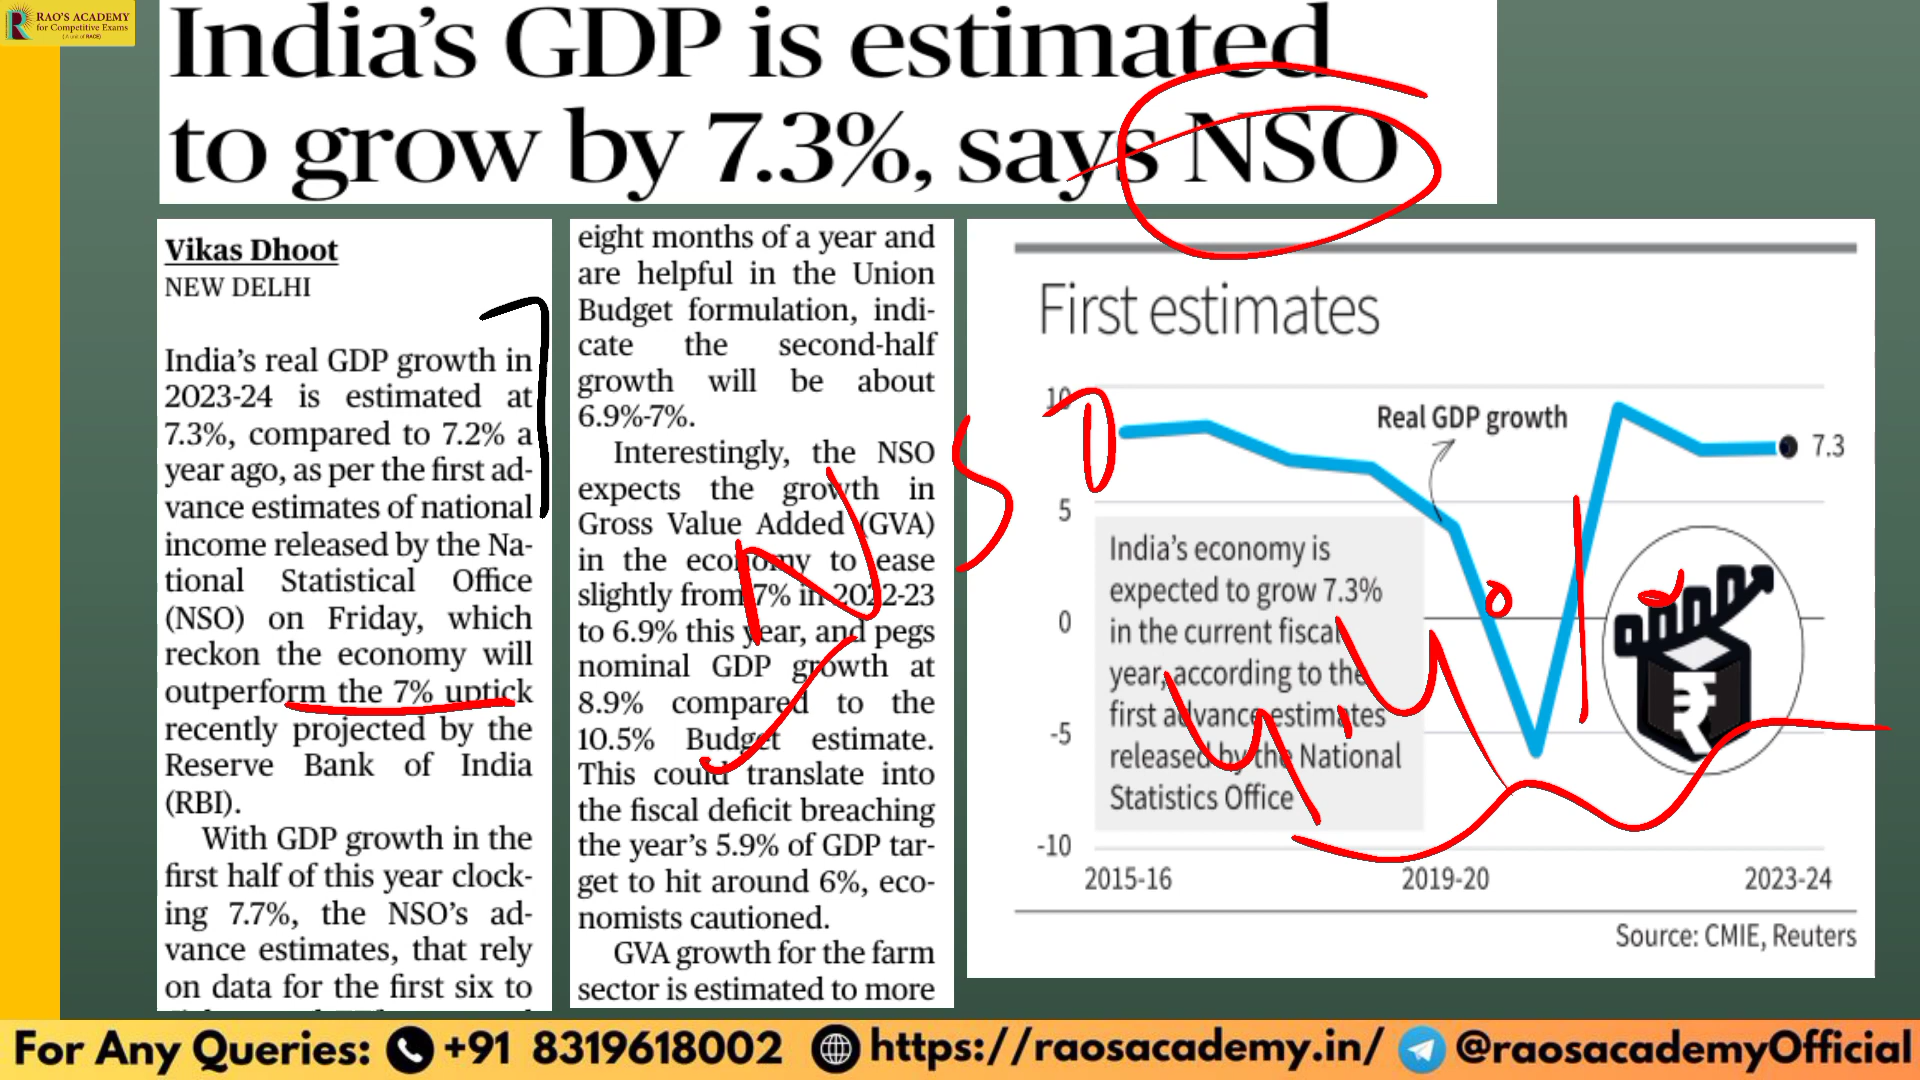 RAO'S ACADEMY
for Competitive Exams
(A unit of RACE)
India's GDP is estimated
to grow by 7.3%, says NSO
Vikas Dhoot
NEW DELHI
India's real GDP growth in
2023-24 is estimated at
7.3%, compared to 7.2% a
year ago, as per the first ad-
vance estimates of national
income released by the Na-
tional Statistical Office
(NSO) on Friday, which
reckon the economy will
outperform the 7% uptick
recently projected by the
Reserve Bank of India
(RBI).
With GDP growth in the
first half of this year clock-
ing 7.7%, the NSO's ad-
vance estimates, that rely
on data for the first six to
eight months of a year and
are helpful in the Union
Budget formulation, indi-
cate the second-half
growth will be about
6.9%-7%.
Interestingly, the NSO
expects the growth in
Gross Value Added (GVA)
in the economy to ease
slightly from 7% in 2022-23
to 6.9% this year, and pegs
nominal GDP growth at
8.9% compared to the
10.5% Budget estimate.
This could translate into
the fiscal deficit breaching
the year's 5.9% of GDP tar-
get to hit around 6%, eco-
nomists cautioned.
GVA growth for the farm
sector is estimated to more
NSO
First estimates
10
5
0
-5
-10
Real GDP growth
7.3
India's economy is
expected to grow 7.3%
in the current fiscal
year, according to the
first advance estimates
released by the National
Statistics Office
2015-16
2019-20
2023-24
Source: CMIE, Reuters
For Any Queries: +91 8319618002 https://raosacademy.in/ @raosacademyOfficial